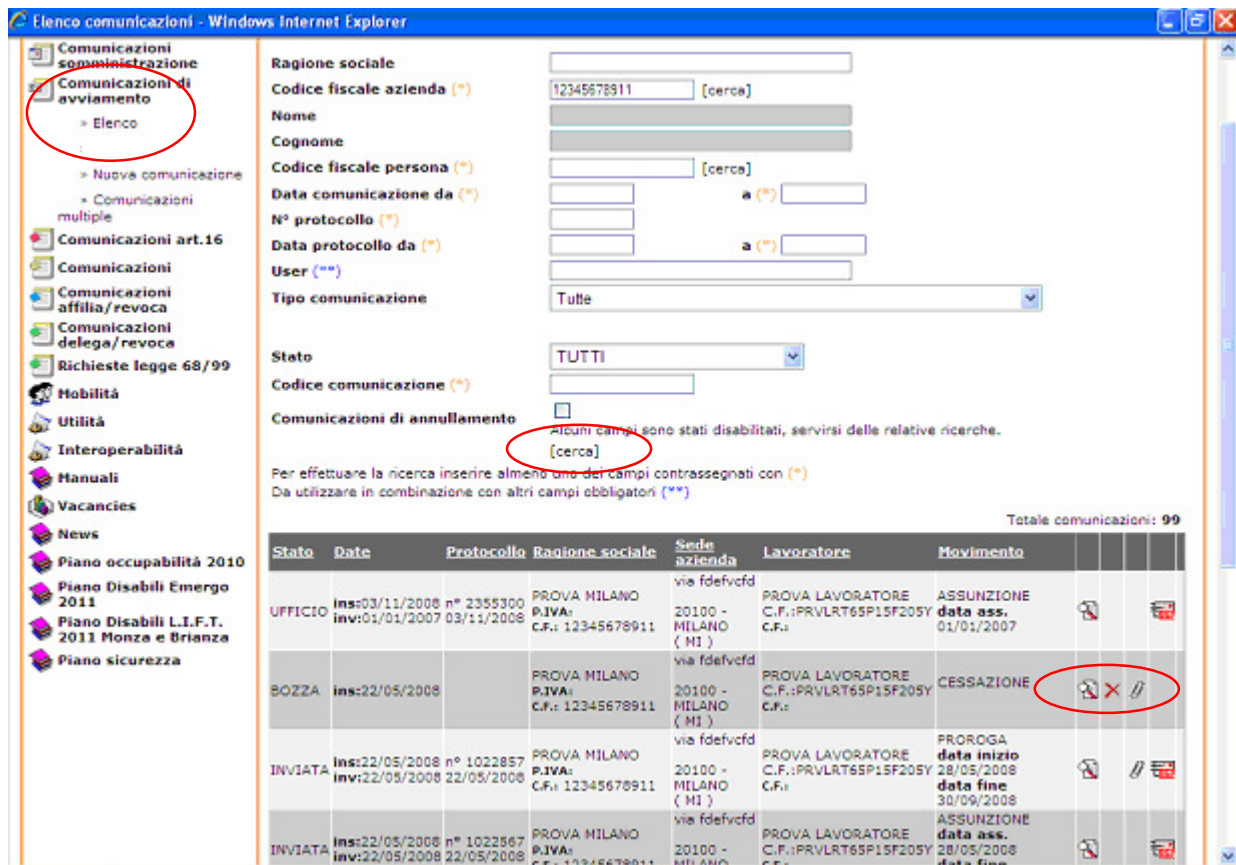 Elenco comunicazioni - Windows Internet Explorer
Comunicazioni
somministrazione
Comunicazioni di
avviamento
» Elenco
» Nuova comunicazione
» Comunicazioni
multiple
Comunicazioni art.16
Comunicazioni
Comunicazioni
affilia/revoca
Comunicazioni
delega/revoca
Richieste legge 68/99
Mobilità
Utilità
Interoperabilità
Manuali
Vacancies
News
Piano occupabilità 2010
Piano Disabili Emergo
2011
Piano Disabili L.I.F.T.
2011 Monza e Brianza
Piano sicurezza
Ragione sociale
Codice fiscale azienda (*) 12345678911 [cerca]
Nome
Cognome
Codice fiscale persona (*) [cerca]
Data comunicazione da (*) a (*)
N° protocollo (*)
Data protocollo da (*) a (*)
User (**)
Tipo comunicazione Tutte
Stato TUTTI
Codice comunicazione (*)
Comunicazioni di annullamento
Alcuni campi sono stati disabilitati, servirsi delle relative ricerche.
[cerca]
Per effettuare la ricerca inserire almeno uno dei campi contrassegnati con (*)
Da utilizzare in combinazione con altri campi obbligatori (**)
Totale comunicazioni: 99
Stato Date Protocollo Ragione sociale Sede azienda Lavoratore Movimento
via fdefvcfd
PROVA MILANO PROVA LAVORATORE ASSUNZIONE
UFFICIO ins:03/11/2008 n° 2355300 P.IVA: 20100 - C.F.:PRVLRT65P15F205Y data ass.
inv:01/01/2007 03/11/2008 C.F.: 12345678911 MILANO C.F.: 01/01/2007
( MI )
via fdefvcfd
PROVA MILANO PROVA LAVORATORE
BOZZA ins:22/05/2008 P.IVA: 20100 - C.F.:PRVLRT65P15F205Y CESSAZIONE
C.F.: 12345678911 MILANO C.F.:
( MI )
via fdefvcfd PROROGA
PROVA MILANO PROVA LAVORATORE data inizio
INVIATA ins:22/05/2008 n° 1022857 P.IVA: 20100 - C.F.:PRVLRT65P15F205Y 28/05/2008
inv:22/05/2008 22/05/2008 C.F.: 12345678911 MILANO C.F.: data fine
( MI ) 30/09/2008
via fdefvcfd ASSUNZIONE
PROVA MILANO PROVA LAVORATORE data ass.
INVIATA ins:22/05/2008 n° 1022567 P.IVA: 20100 - C.F.:PRVLRT65P15F205Y 28/05/2008
inv:22/05/2008 22/05/2008 C.F.: 12345678911 MILANO C.F.: data fine